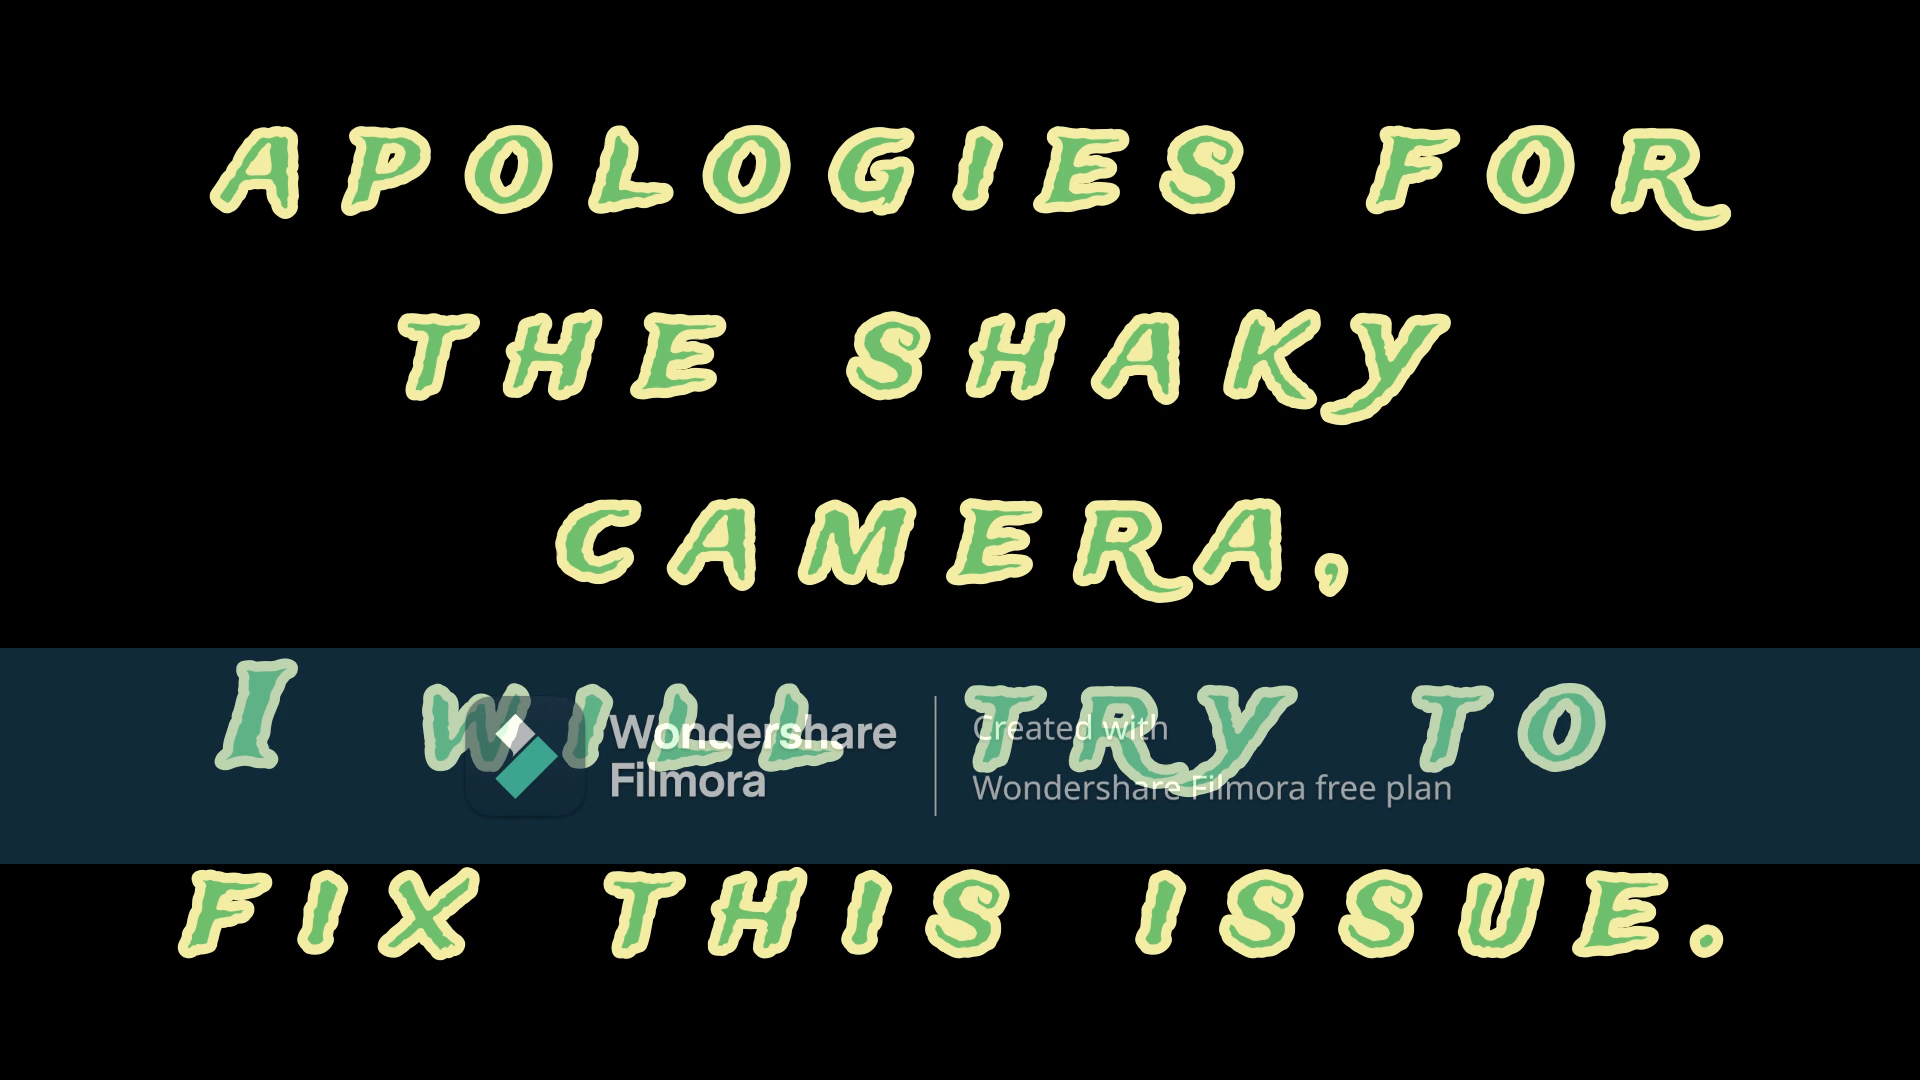 APOLOGIES FOR
THE SHAKY
CAMERA,
I WILL TRY TO
Wondershare
Filmora
Created with
Wondershare Filmora free plan
FIX THIS ISSUE.